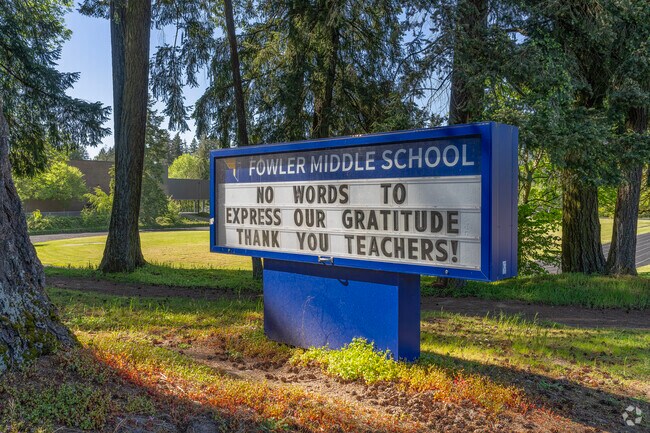 FOWLER MIDDLE SCHOOL
NO WORDS TO
EXPRESS OUR GRATITUDE
THANK YOU TEACHERS!